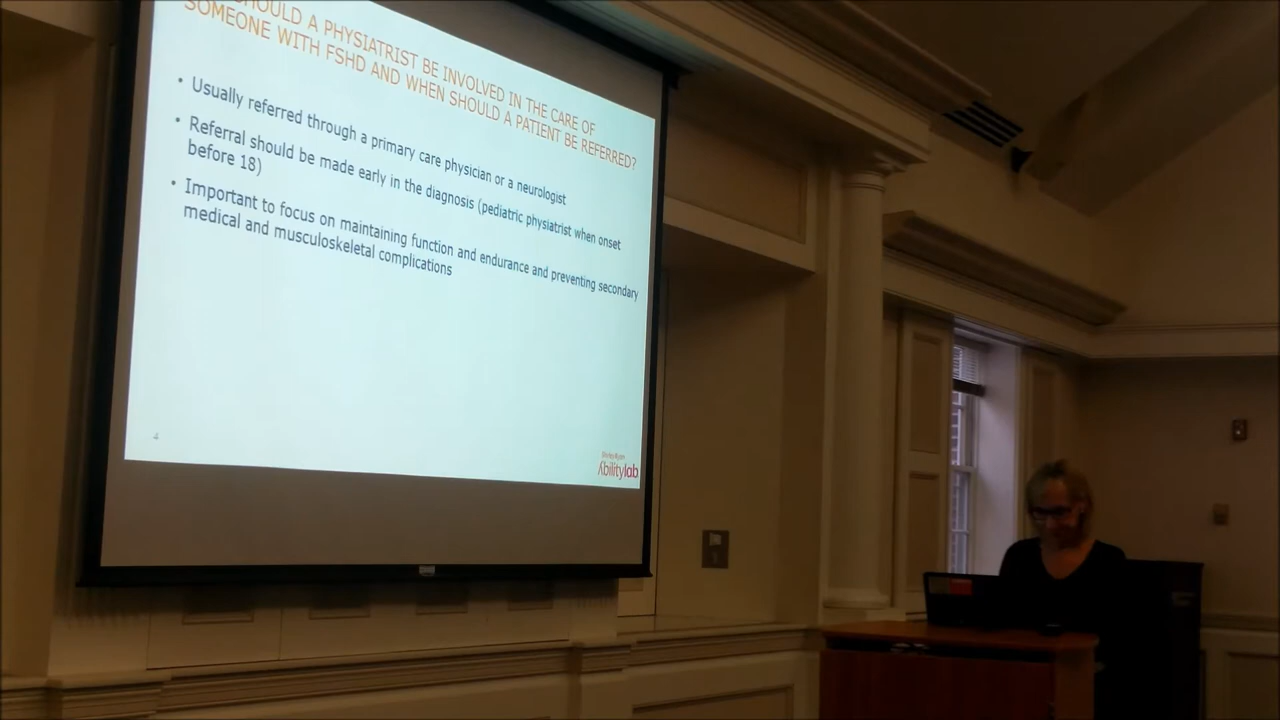 SHOULD A PHYSIATRIST BE INVOLVED IN THE CARE OF
SOMEONE WITH FSHD AND WHEN SHOULD A PATIENT BE REFERRED?
• Usually referred through a primary care physician or a neurologist
• Referral should be made early in the diagnosis (pediatric physiatrist when onset
before 18)
• Important to focus on maintaining function and endurance and preventing secondary
medical and musculoskeletal complications
4
Shirley Ryan
Abilitylab